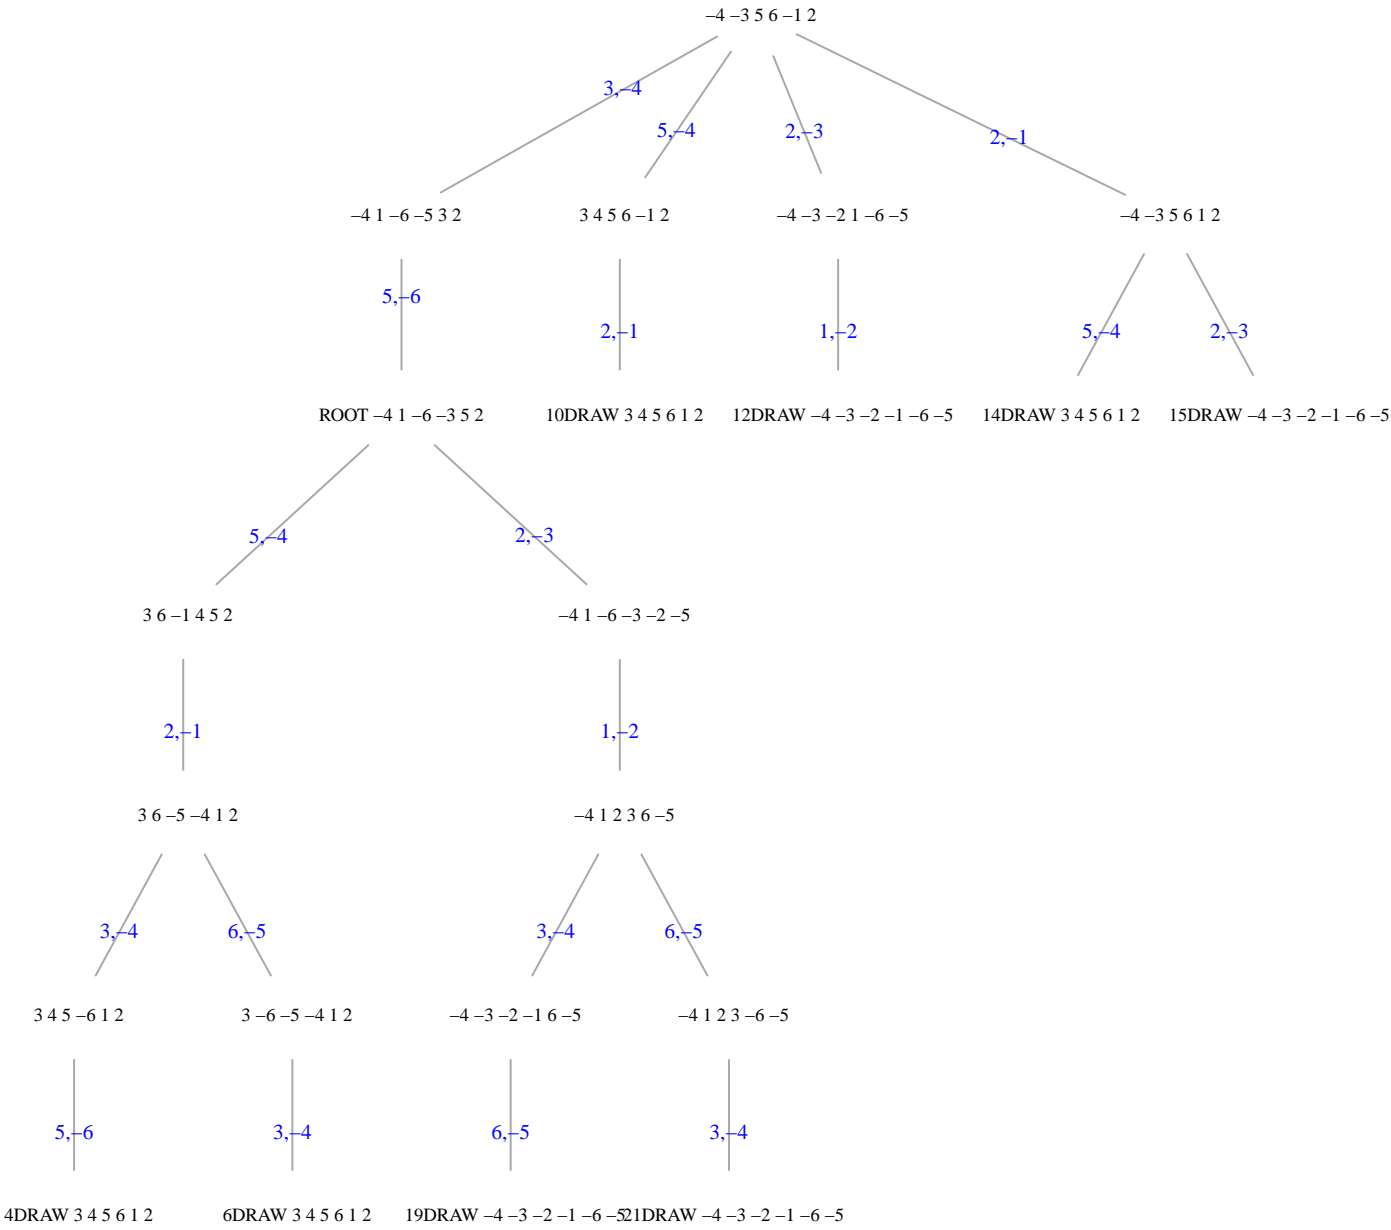 –4 –3 5 6 –1 2
3,–4
5,–4
2,–3
2,–1
–4 1 –6 –5 3 2
3 4 5 6 –1 2
–4 –3 –2 1 –6 –5
–4 –3 5 6 1 2
5,–6
2,–1
1,–2
5,–4
2,–3
ROOT –4 1 –6 –3 5 2
10DRAW 3 4 5 6 1 2
12DRAW –4 –3 –2 –1 –6 –5
14DRAW 3 4 5 6 1 2
15DRAW –4 –3 –2 –1 –6 –5
5,–4
2,–3
3 6 –1 4 5 2
–4 1 –6 –3 –2 –5
2,–1
1,–2
3 6 –5 –4 1 2
–4 1 2 3 6 –5
3,–4
6,–5
3,–4
6,–5
3 4 5 –6 1 2
3 –6 –5 –4 1 2
–4 –3 –2 –1 6 –5
–4 1 2 3 –6 –5
5,–6
3,–4
6,–5
3,–4
4DRAW 3 4 5 6 1 2
6DRAW 3 4 5 6 1 2
19DRAW –4 –3 –2 –1 –6 –5
21DRAW –4 –3 –2 –1 –6 –5